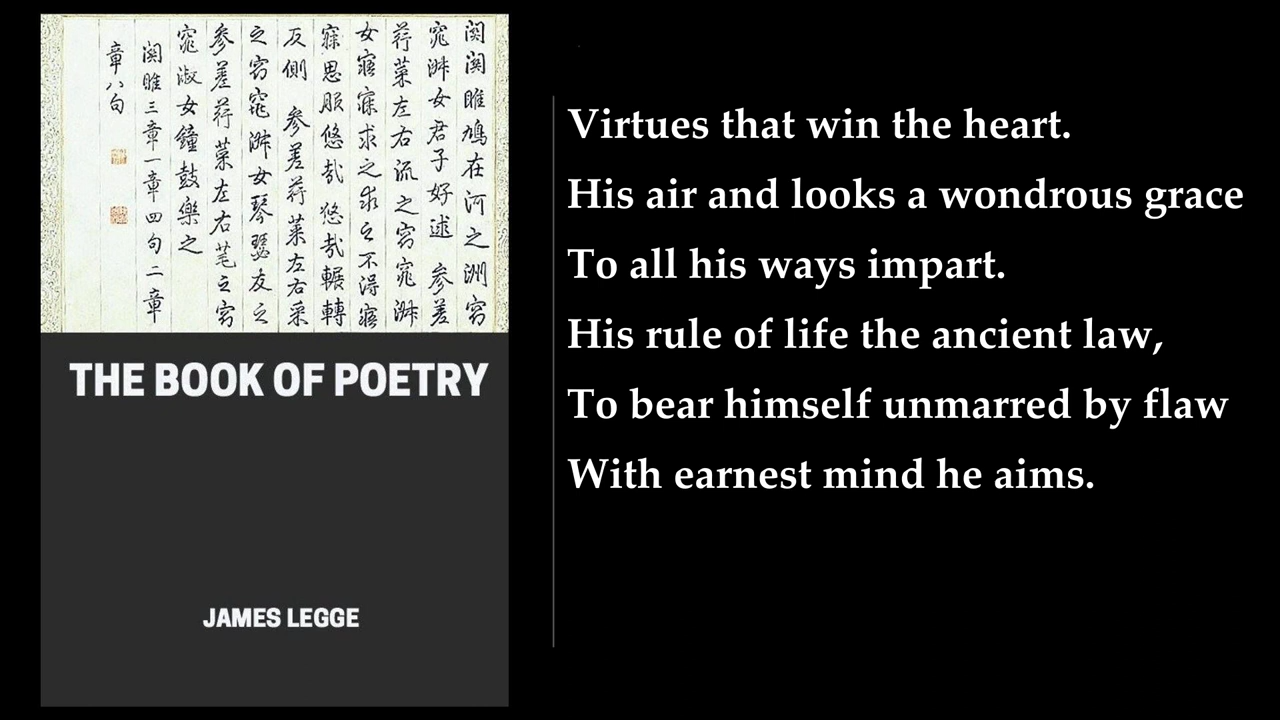 関関雎鳩在河之洲窈
窕淑女君子好逑 参差
荇菜左右流之窈窕淑
女寤寐求之求之不得寤
寐思服悠哉悠哉輾轉
反側 参差荇菜左右采
之窈窕淑女琴瑟友之
参差荇菜左右芼之窈
窕淑女鐘鼓樂之
関雎三章一章四句二章
章八句
THE BOOK OF POETRY
JAMES LEGGE
Virtues that win the heart.
His air and looks a wondrous grace
To all his ways impart.
His rule of life the ancient law,
To bear himself unmarred by flaw
With earnest mind he aims.